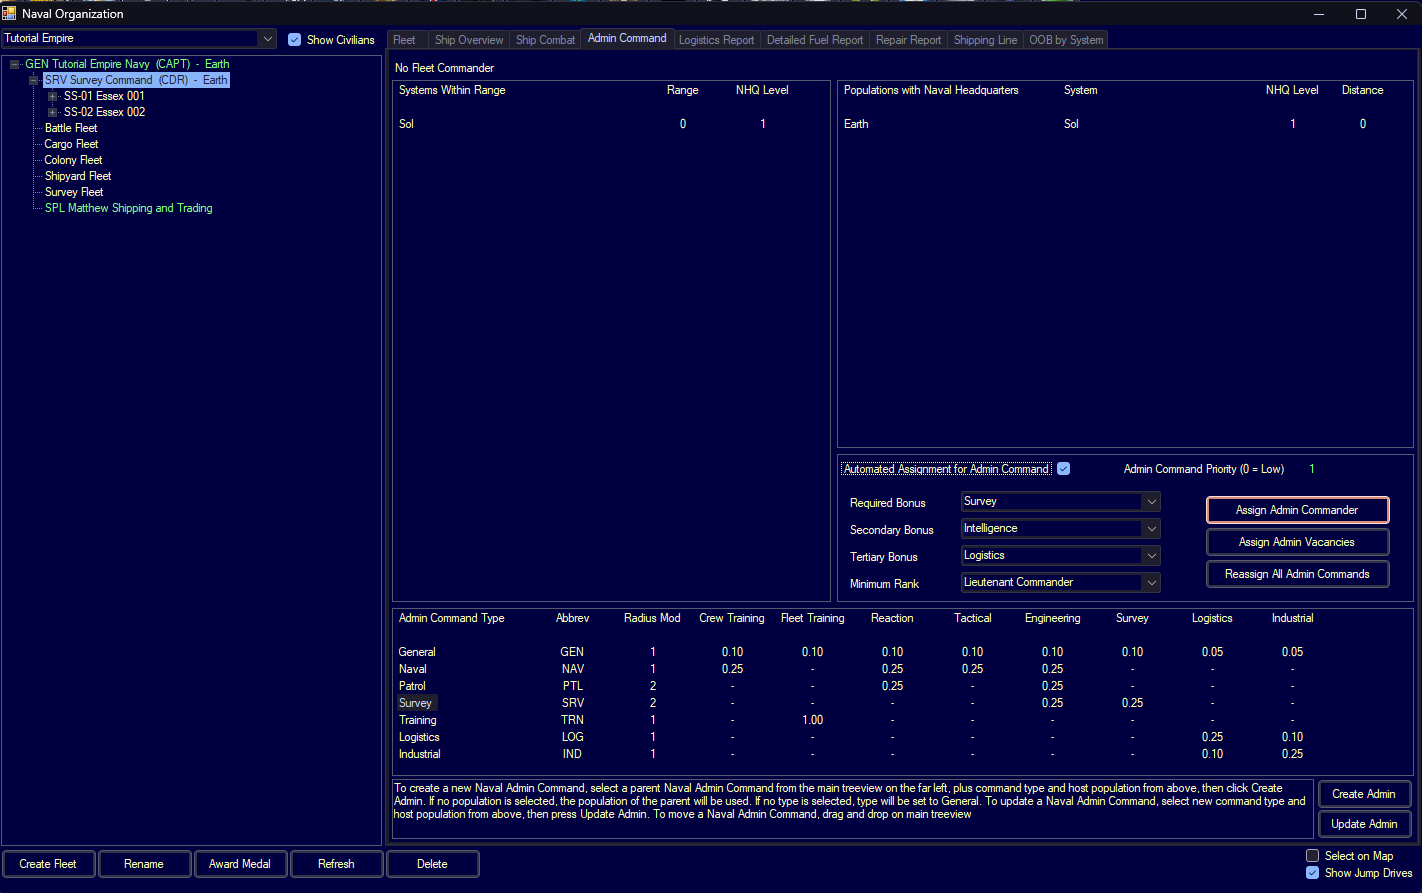 Naval Organization
Tutorial Empire
Show Civilians
Fleet
Ship Overview
Ship Combat
Admin Command
Logistics Report
Detailed Fuel Report
Repair Report
Shipping Line
OOB by System
GEN Tutorial Empire Navy (CAPT) - Earth
SRV Survey Command (CDR) - Earth
SS-01 Essex 001
SS-02 Essex 002
Battle Fleet
Cargo Fleet
Colony Fleet
Shipyard Fleet
Survey Fleet
SPL Matthew Shipping and Trading
No Fleet Commander
Systems Within Range Range NHQ Level
Sol 0 1
Populations with Naval Headquarters System NHQ Level Distance
Earth Sol 1 0
Automated Assignment for Admin Command
Admin Command Priority (0 = Low) 1
Required Bonus Survey
Secondary Bonus Intelligence
Tertiary Bonus Logistics
Minimum Rank Lieutenant Commander
Assign Admin Commander
Assign Admin Vacancies
Reassign All Admin Commands
Admin Command Type Abbrev Radius Mod Crew Training Fleet Training Reaction Tactical Engineering Survey Logistics Industrial
General GEN 1 0.10 0.10 0.10 0.10 0.10 0.10 0.05 0.05
Naval NAV 1 0.25 - 0.25 0.25 0.25 - - -
Patrol PTL 2 - - 0.25 - 0.25 - - -
Survey SRV 2 - - - - 0.25 0.25 - -
Training TRN 1 - 1.00 - - - - - -
Logistics LOG 1 - - - - - - 0.25 0.10
Industrial IND 1 - - - - - - 0.10 0.25
To create a new Naval Admin Command, select a parent Naval Admin Command from the main treeview on the far left, plus command type and host population from above, then click Create
Admin. If no population is selected, the population of the parent will be used. If no type is selected, type will be set to General. To update a Naval Admin Command, select new command type and
host population from above, then press Update Admin. To move a Naval Admin Command, drag and drop on main treeview
Create Admin
Update Admin
Create Fleet
Rename
Award Medal
Refresh
Delete
Select on Map
Show Jump Drives